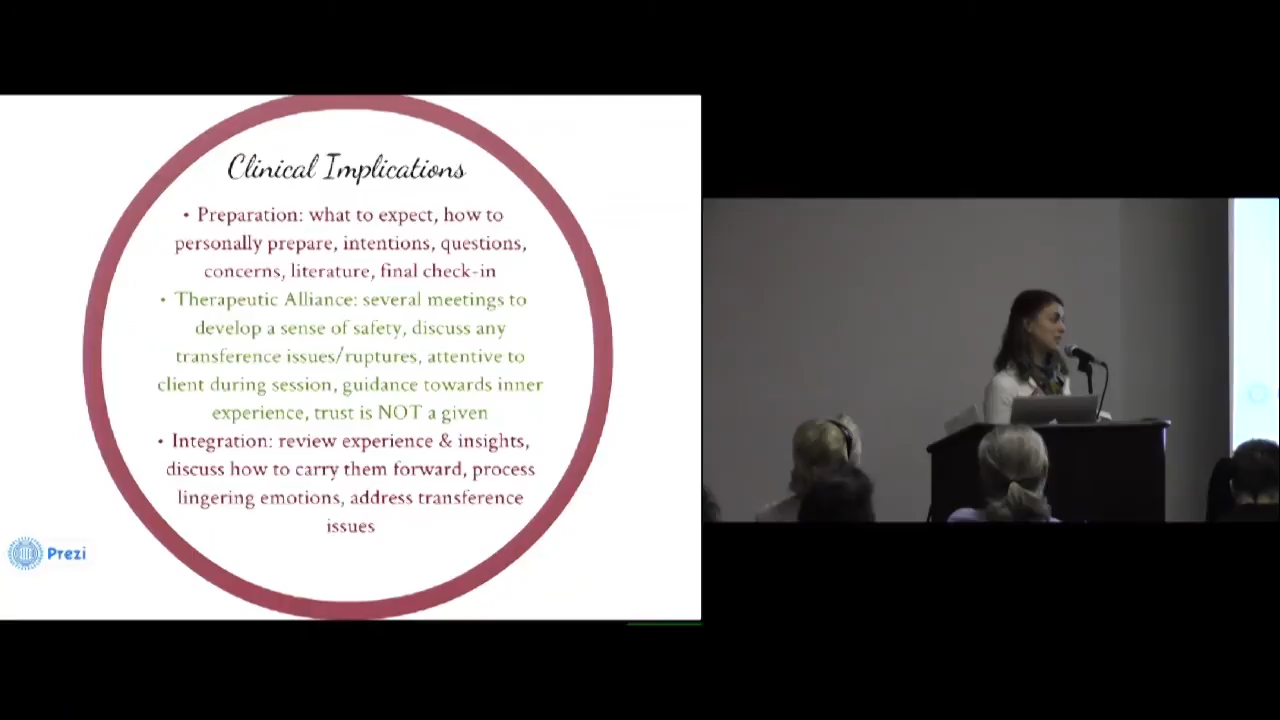 Clinical Implications
• Preparation: what to expect, how to
personally prepare, intentions, questions,
concerns, literature, final check-in
• Therapeutic Alliance: several meetings to
develop a sense of safety, discuss any
transference issues/ruptures, attentive to
client during session, guidance towards inner
experience, trust is NOT a given
• Integration: review experience & insights,
discuss how to carry them forward, process
lingering emotions, address transference
issues
Prezi